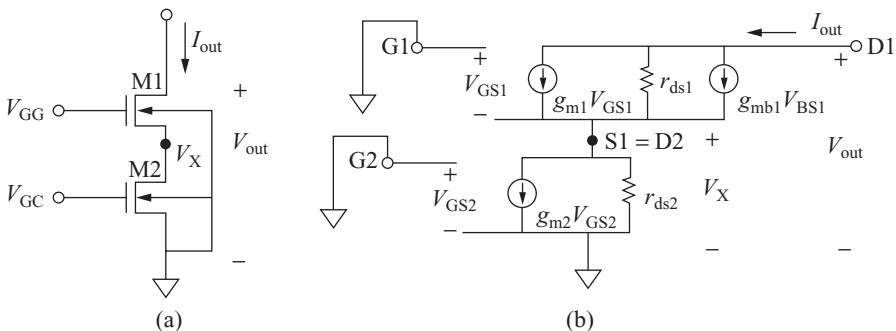 I_out
M1
V_GG
+
V_X
V_out
M2
V_GC
−
(a)
G1
+
V_GS1
−
g_m1V_GS1
r_ds1
g_mb1V_BS1
I_out
D1
+
S1 = D2
+
V_out
G2
+
V_GS2
−
g_m2V_GS2
r_ds2
V_X
−
−
(b)